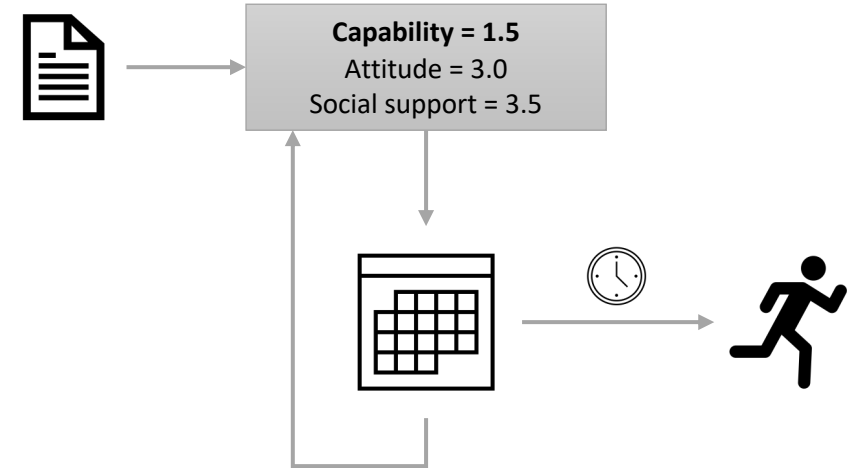 Capability = 1.5
Attitude = 3.0
Social support = 3.5